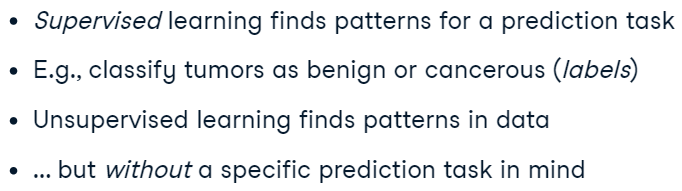 • Supervised learning finds patterns for a prediction task
• E.g., classify tumors as benign or cancerous (labels)
• Unsupervised learning finds patterns in data
• ... but without a specific prediction task in mind